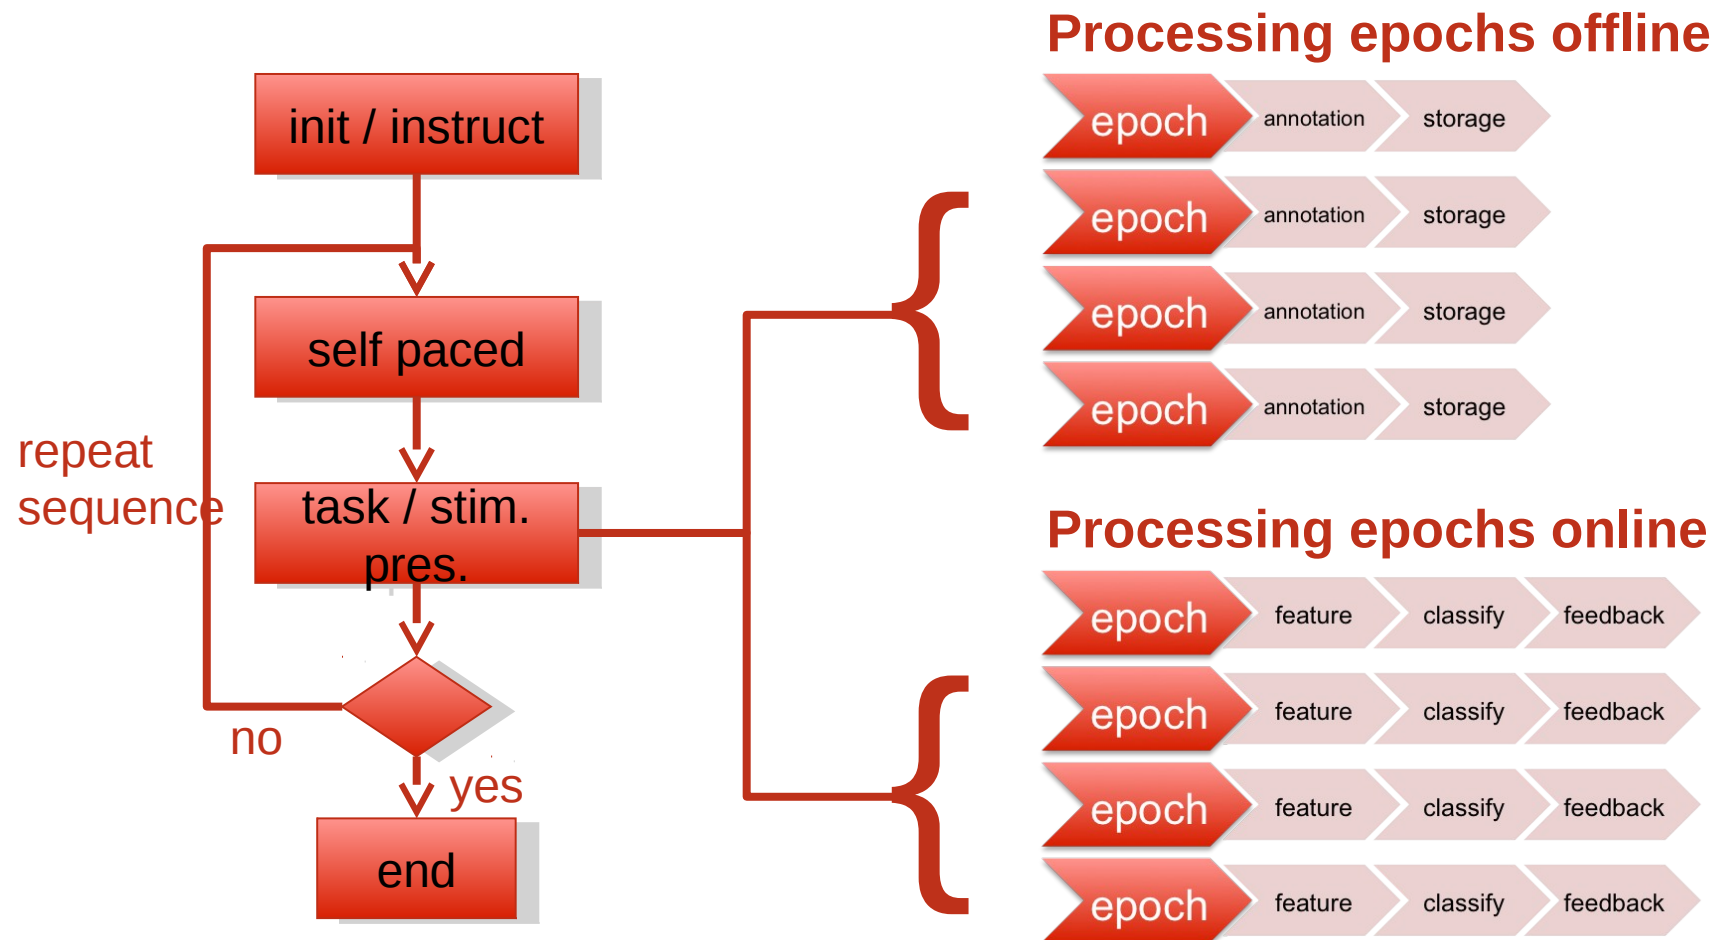 init / instruct
self paced
repeat
sequence
task / stim.
pres.
no
yes
end
Processing epochs offline
epoch annotation storage
epoch annotation storage
epoch annotation storage
epoch annotation storage
Processing epochs online
epoch feature classify feedback
epoch feature classify feedback
epoch feature classify feedback
epoch feature classify feedback